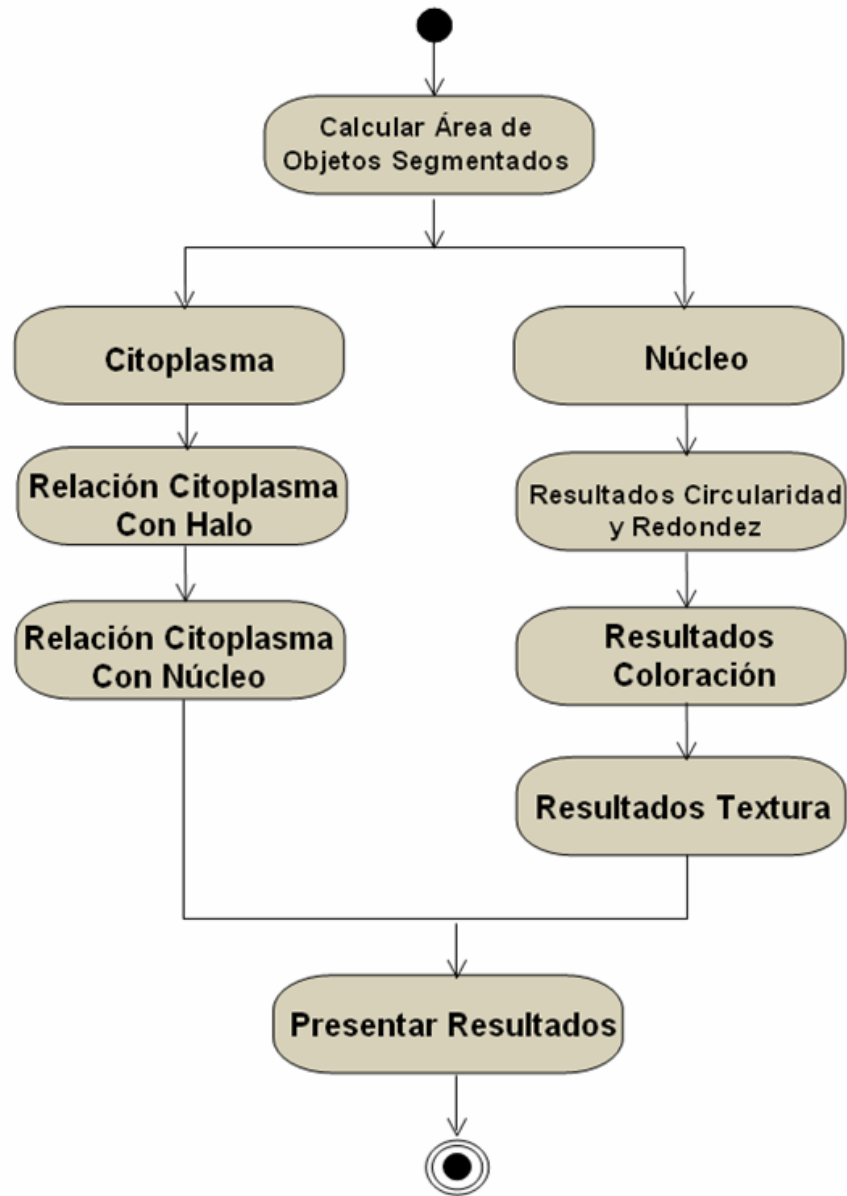 Calcular Área de
Objetos Segmentados
Citoplasma
Núcleo
Relación Citoplasma
Con Halo
Resultados Circularidad
y Redondez
Relación Citoplasma
Con Núcleo
Resultados
Coloración
Resultados Textura
Presentar Resultados